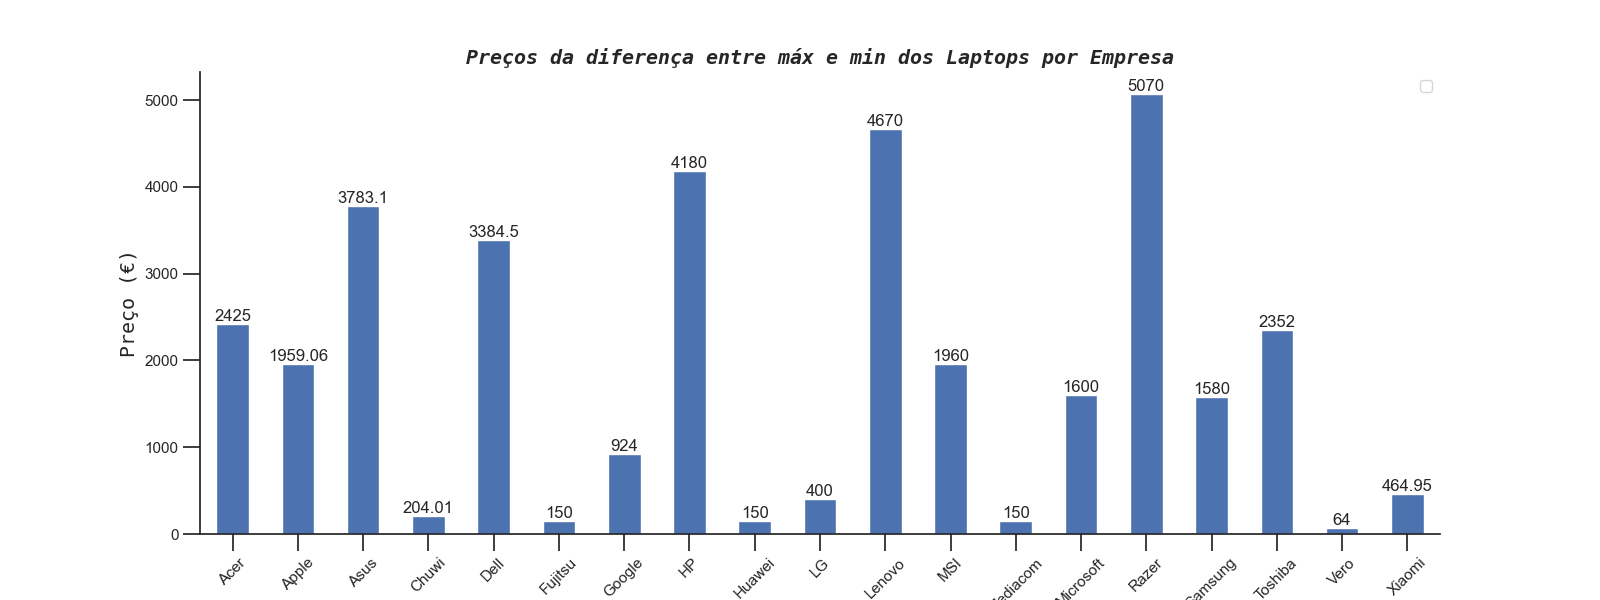 Preços da diferença entre máx e min dos Laptops por Empresa
Preço (€)
5000
4000
3000
2000
1000
0
2425
1959.06
3783.1
204.01
3384.5
150
924
4180
150
400
4670
1960
150
1600
5070
1580
2352
64
464.95
Acer
Apple
Asus
Chuwi
Dell
Fujitsu
Google
HP
Huawei
LG
Lenovo
MSI
ediacom
Microsoft
Razer
amsung
Toshiba
Vero
Xiaomi